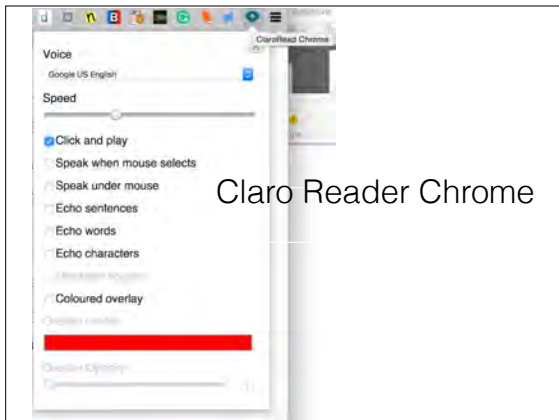 ClaroRead Chrome
Voice
Google US English
Speed
Click and play
Speak when mouse selects
Speak under mouse
Claro Reader Chrome
Echo sentences
Echo words
Echo characters
Coloured overlay